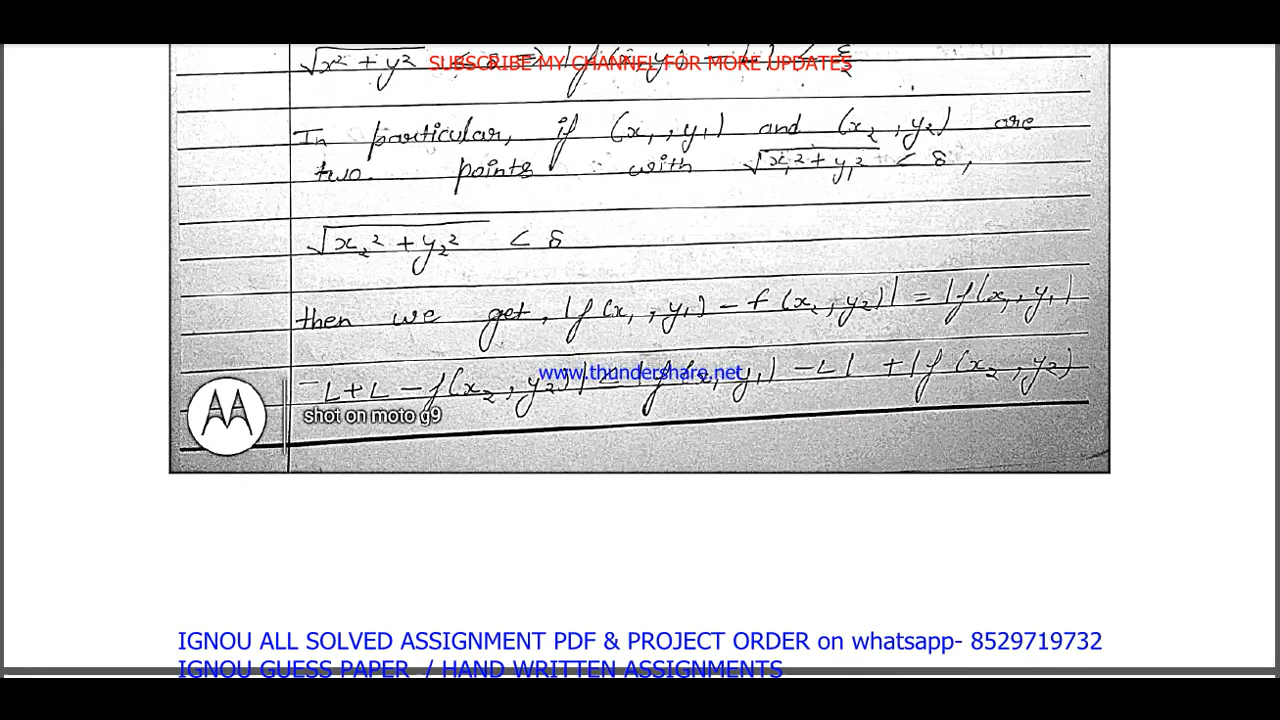 √x² + y² < δ ⇒ |f(x, y) - L| < ε/2
SUBSCRIBE MY CHANNEL FOR MORE UPDATES
In particular, if (x₁, y₁) and (x₂, y₂) are
two points with √x₁² + y₁² < δ,
√x₂² + y₂² < δ
then we get, |f(x₁, y₁) - f(x₂, y₂)| = |f(x₁, y₁)
- L + L - f(x₂, y₂)| ≤ |f(x₁, y₁) - L| + |f(x₂, y₂)
www.thundershare.net
shot on moto g9
IGNOU ALL SOLVED ASSIGNMENT PDF & PROJECT ORDER on whatsapp- 8529719732
IGNOU GUESS PAPER / HAND WRITTEN ASSIGNMENTS